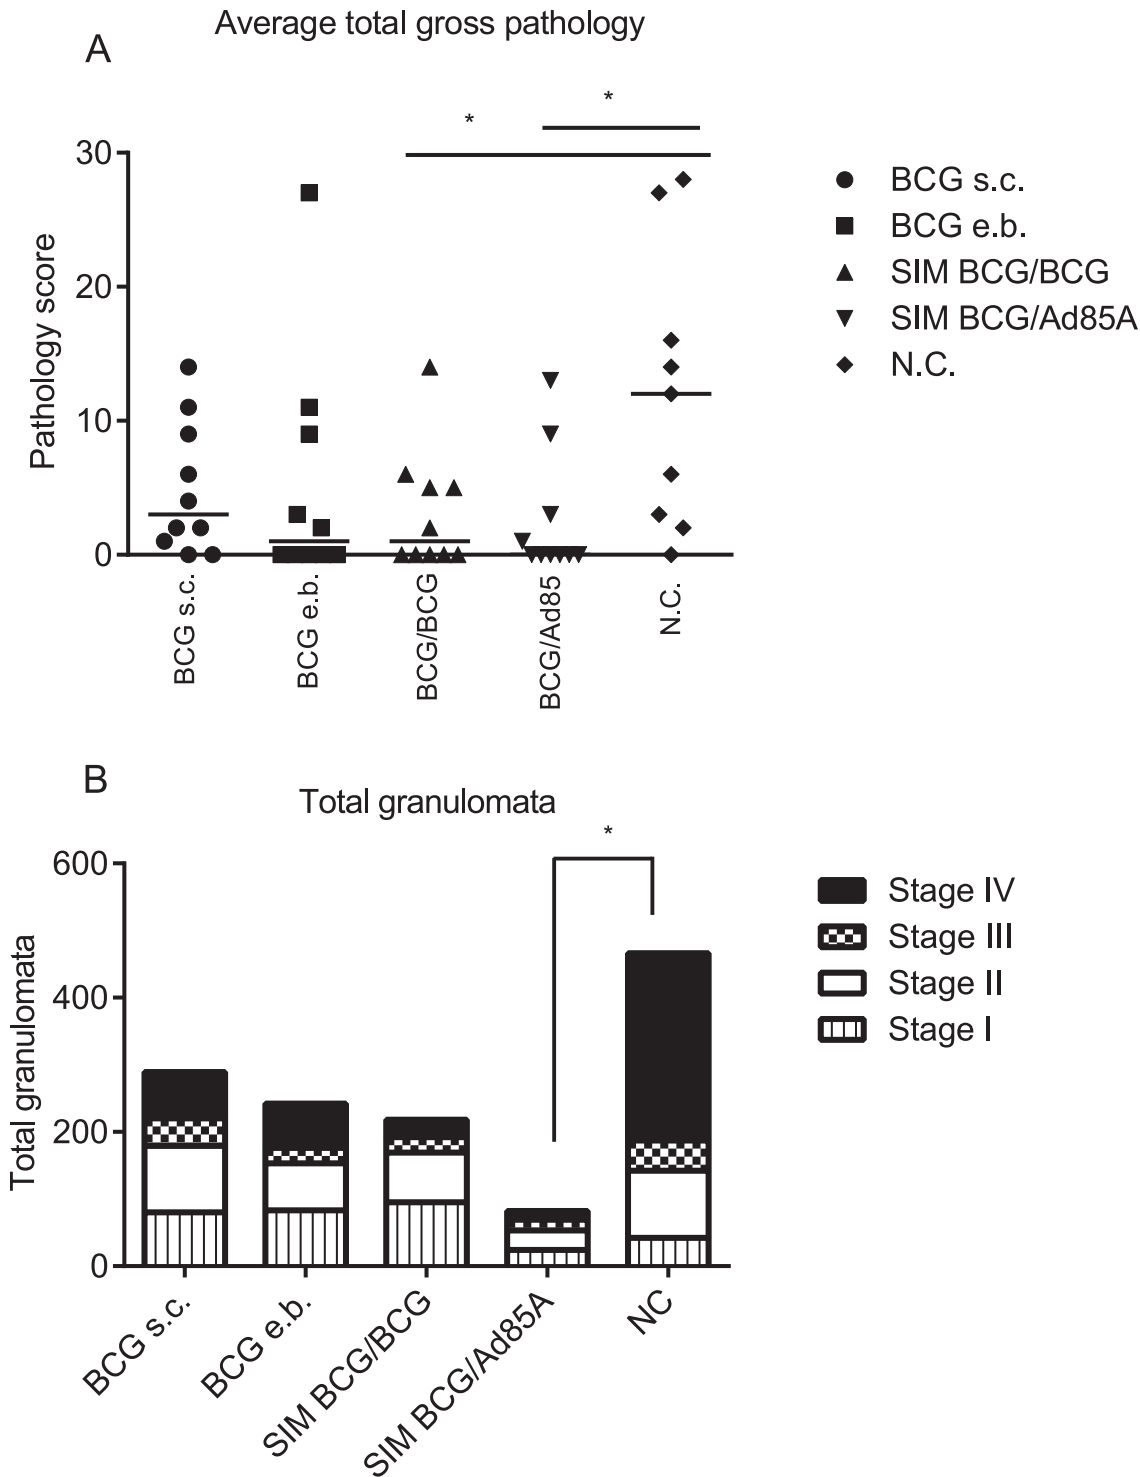 Average total gross pathology
A
*
*
30
20
10
0
Pathology score
BCG s.c.
BCG e.b.
BCG/BCG
BCG/Ad85
N.C.
BCG s.c.
BCG e.b.
SIM BCG/BCG
SIM BCG/Ad85A
N.C.
B
Total granulomata
*
600
400
200
0
Total granulomata
BCG s.c.
BCG e.b.
SIM BCG/BCG
SIM BCG/Ad85A
NC
Stage IV
Stage III
Stage II
Stage I